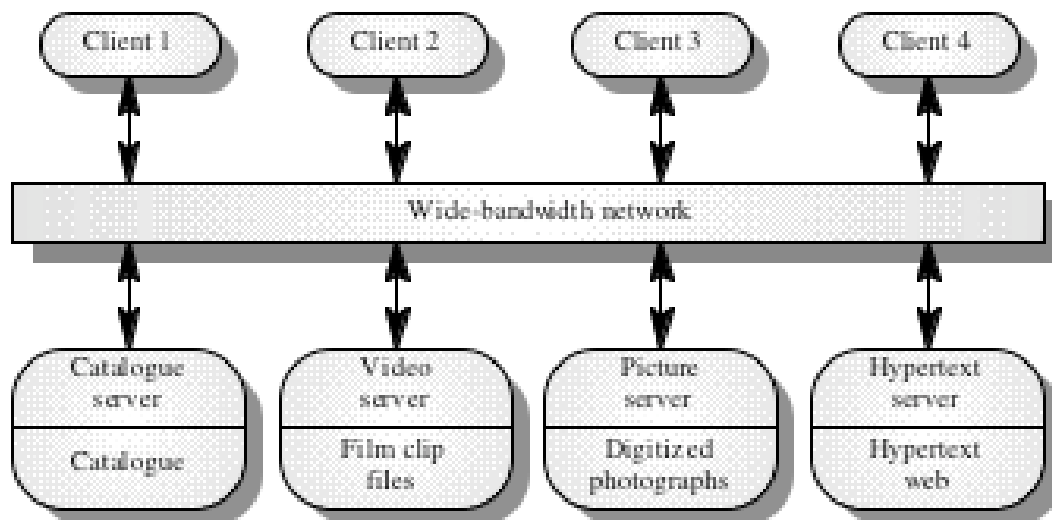 Client 1
Client 2
Client 3
Client 4
Wide-bandwidth network
Catalogue
server
Catalogue
Video
server
Film clip
files
Picture
server
Digitized
photographs
Hypertext
server
Hypertext
web